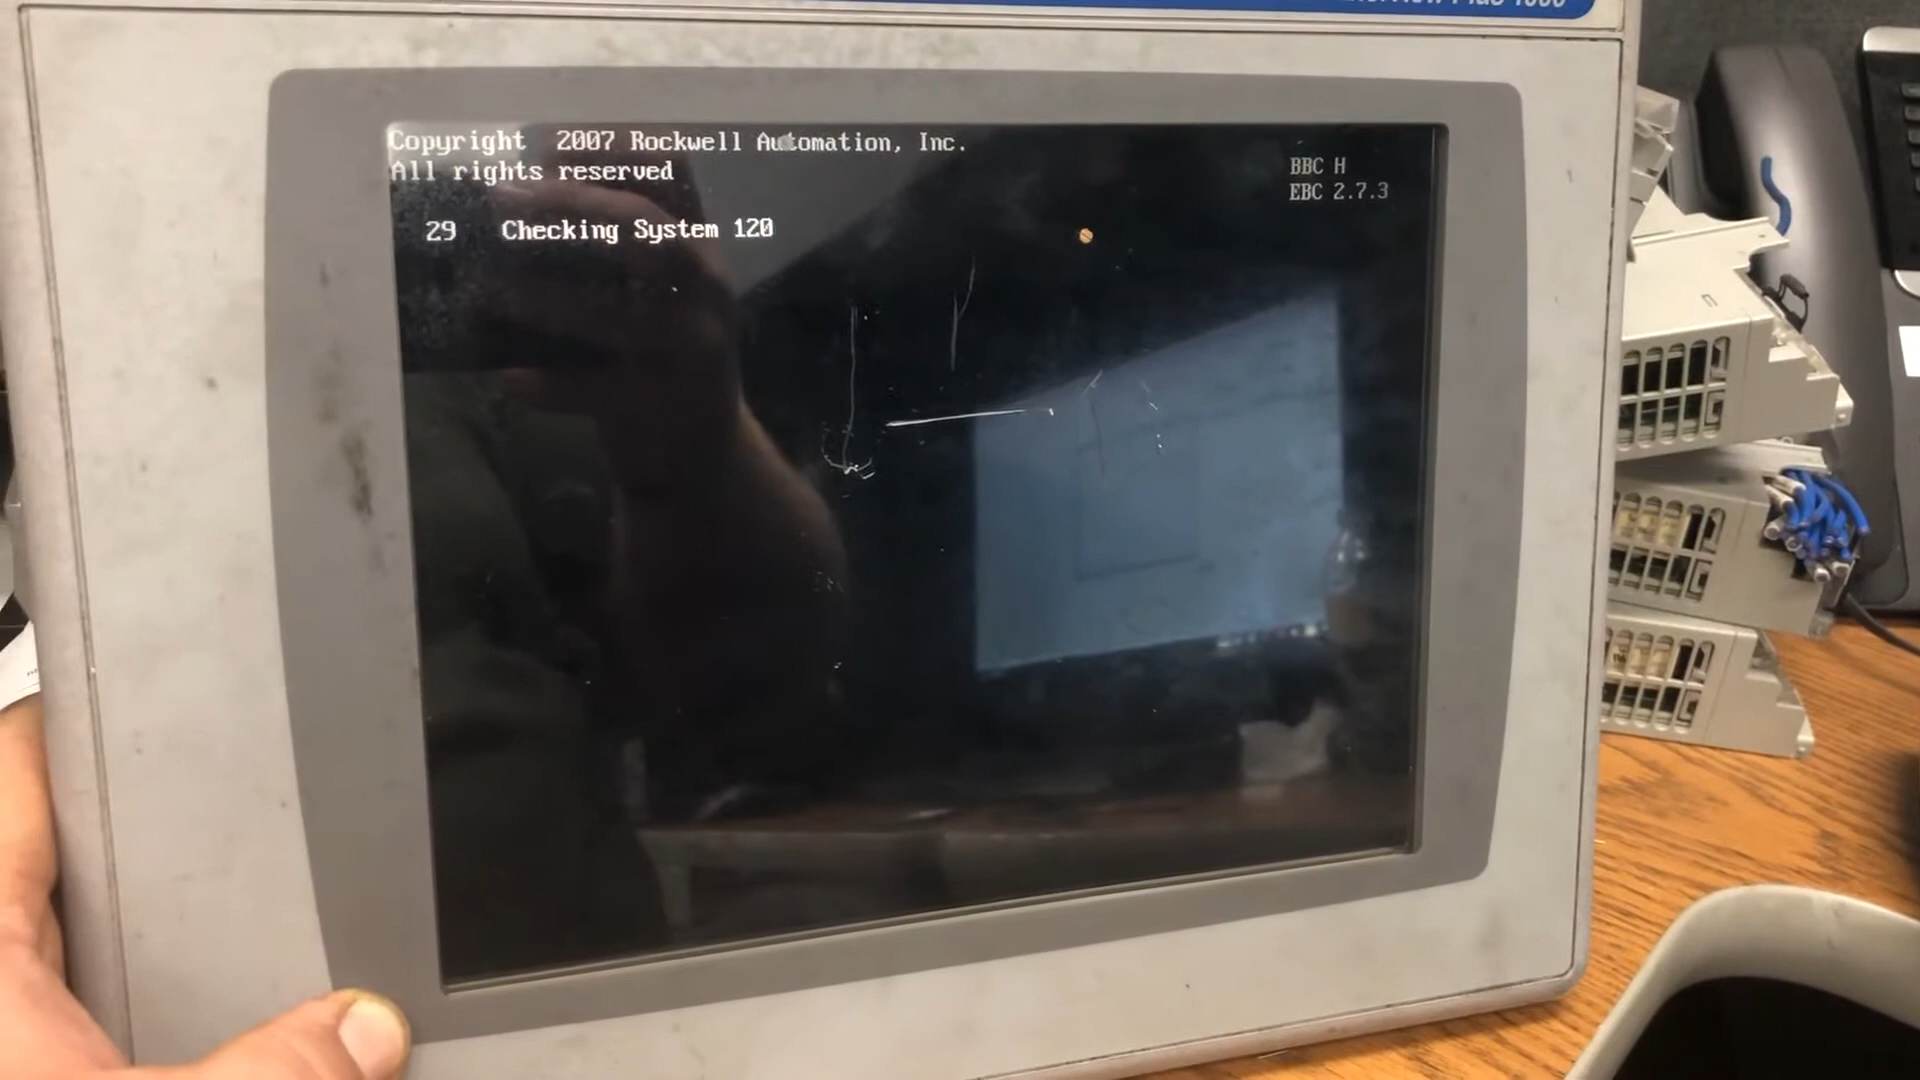 Copyright 2007 Rockwell Automation, Inc.
All rights reserved
BBC H
EBC 2.7.3
29 Checking System 120